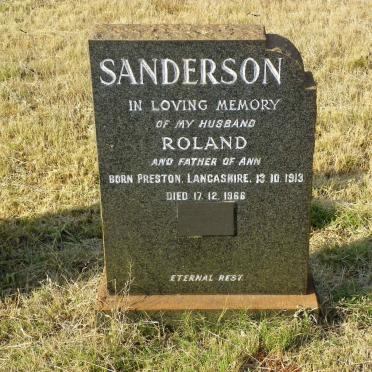 SANDERSON
IN LOVING MEMORY
OF MY HUSBAND
ROLAND
AND FATHER OF ANN
BORN PRESTON, LANCASHIRE. 13.10.1913
DIED 17.12.1966
ETERNAL REST.